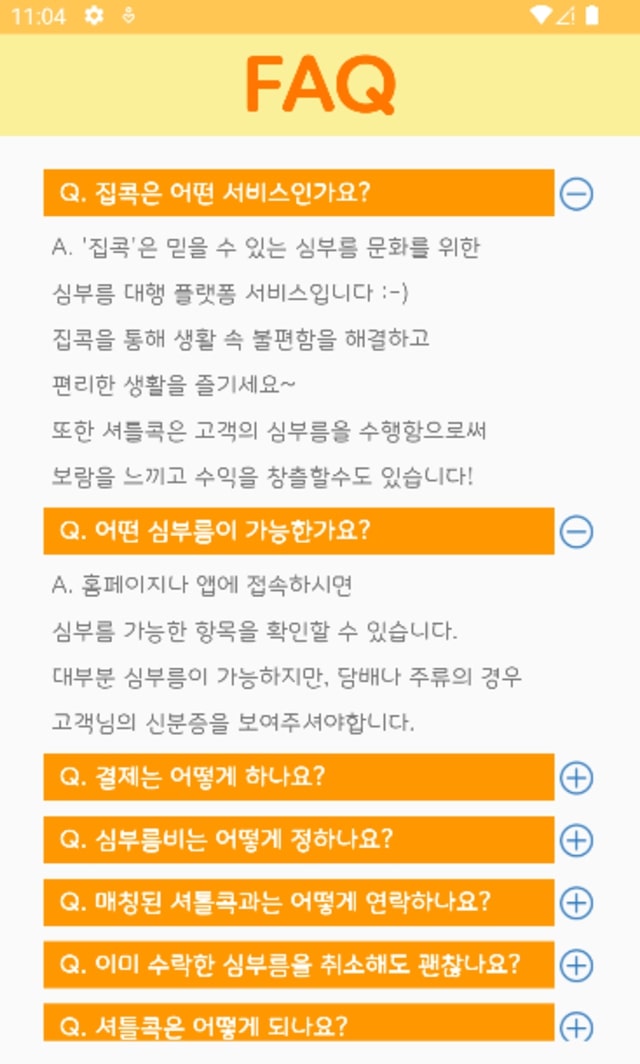 11:04
FAQ
Q. 집콕은 어떤 서비스인가요?
A. '집콕'은 믿을 수 있는 심부름 문화를 위한
심부름 대행 플랫폼 서비스입니다 :-)
집콕을 통해 생활 속 불편함을 해결하고
편리한 생활을 즐기세요~
또한 셔틀콕은 고객의 심부름을 수행함으로써
보람을 느끼고 수익을 창출할수도 있습니다!
Q. 어떤 심부름이 가능한가요?
A. 홈페이지나 앱에 접속하시면
심부름 가능한 항목을 확인할 수 있습니다.
대부분 심부름이 가능하지만, 담배나 주류의 경우
고객님의 신분증을 보여주셔야합니다.
Q. 결제는 어떻게 하나요?
Q. 심부름비는 어떻게 정하나요?
Q. 매칭된 셔틀콕과는 어떻게 연락하나요?
Q. 이미 수락한 심부름을 취소해도 괜찮나요?
Q. 셔틀콕은 어떻게 되나요?